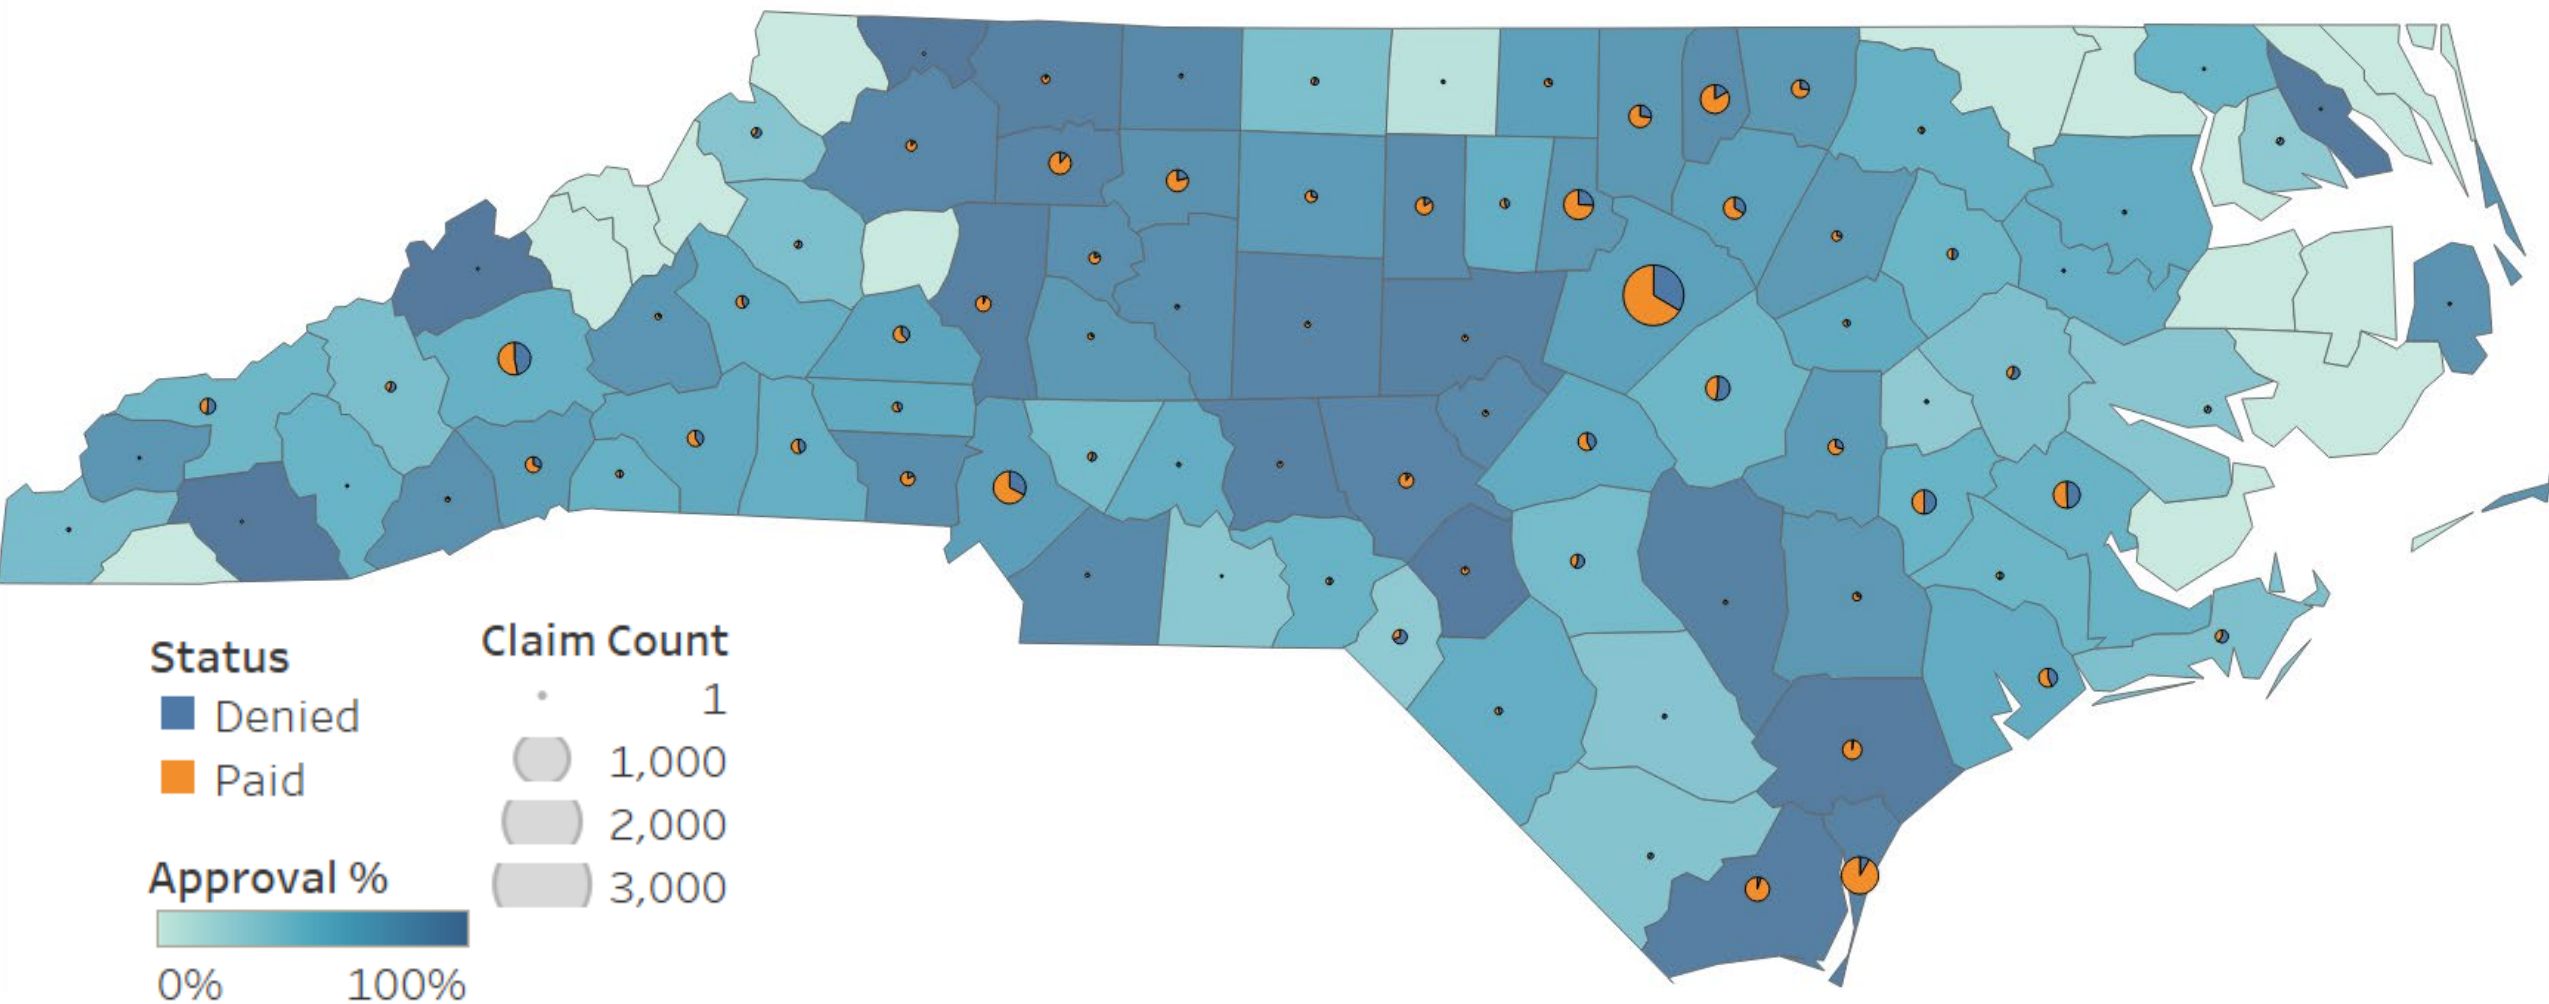 Status
Denied
Paid
Claim Count
1
1,000
2,000
3,000
Approval %
0%
100%